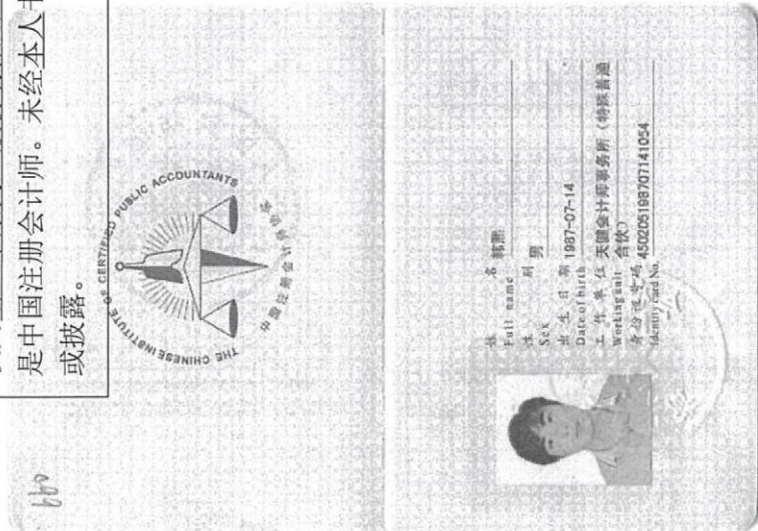 是中国注册会计师。未经本人书
或披露。
THE CHINESE INSTITUTE OF CERTIFIED PUBLIC ACCOUNTANTS
中国注册会计师协会
姓 名
Full name
性 别 男
Sex
出生日期 1987-07-14
Date of birth
工作单位 天健会计师事务所（特殊普通
Working unit 合伙）
身份证号码 450205198707141054
Identity card No.